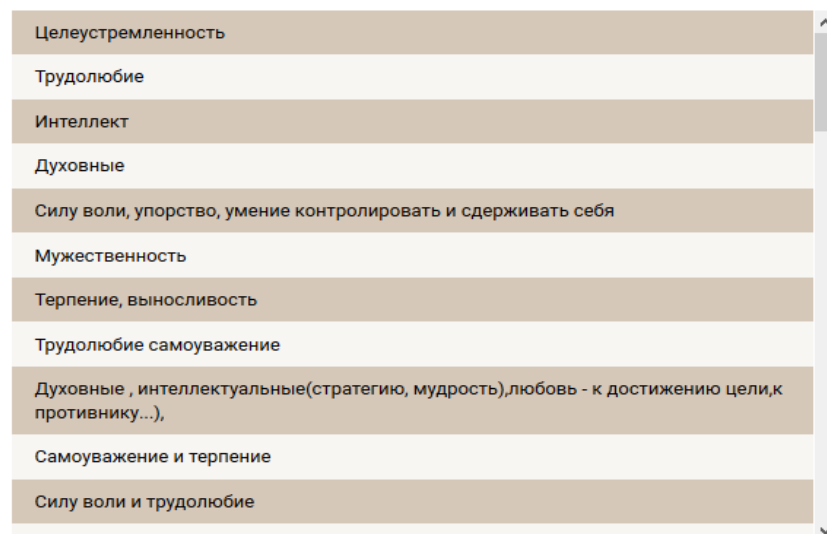 Целеустремленность
Трудолюбие
Интеллект
Духовные
Силу воли, упорство, умение контролировать и сдерживать себя
Мужественность
Терпение, выносливость
Трудолюбие самоуважение
Духовные , интеллектуальные(стратегию, мудрость),любовь - к достижению цели,к
противнику...),
Самоуважение и терпение
Силу воли и трудолюбие